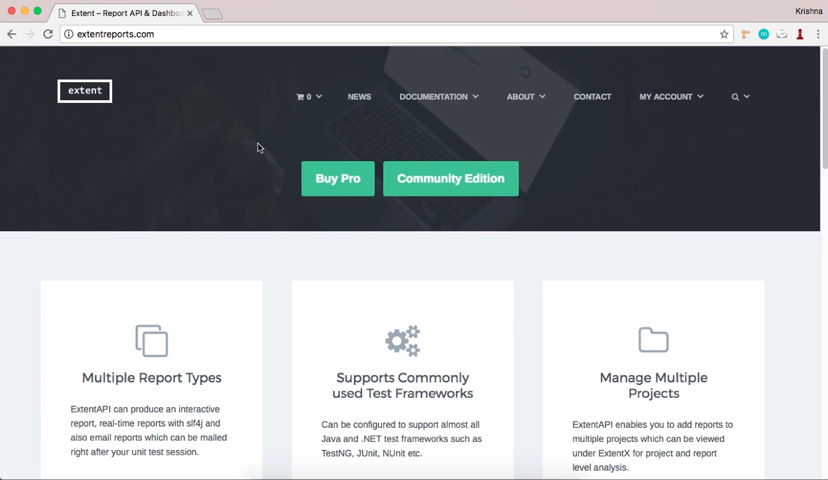 Extent – Report API & Dashbo
Krishna
extentreports.com
extent
0
NEWS
DOCUMENTATION
ABOUT
CONTACT
MY ACCOUNT
Buy Pro
Community Edition
Multiple Report Types
ExtentAPI can produce an interactive
report, real-time reports with slf4j and
also email reports which can be mailed
right after your unit test session.
Supports Commonly
used Test Frameworks
Can be configured to support almost all
Java and .NET test frameworks such as
TestNG, JUnit, NUnit etc.
Manage Multiple
Projects
ExtentAPI enables you to add reports to
multiple projects which can be viewed
under ExtentX for project and report
level analysis.